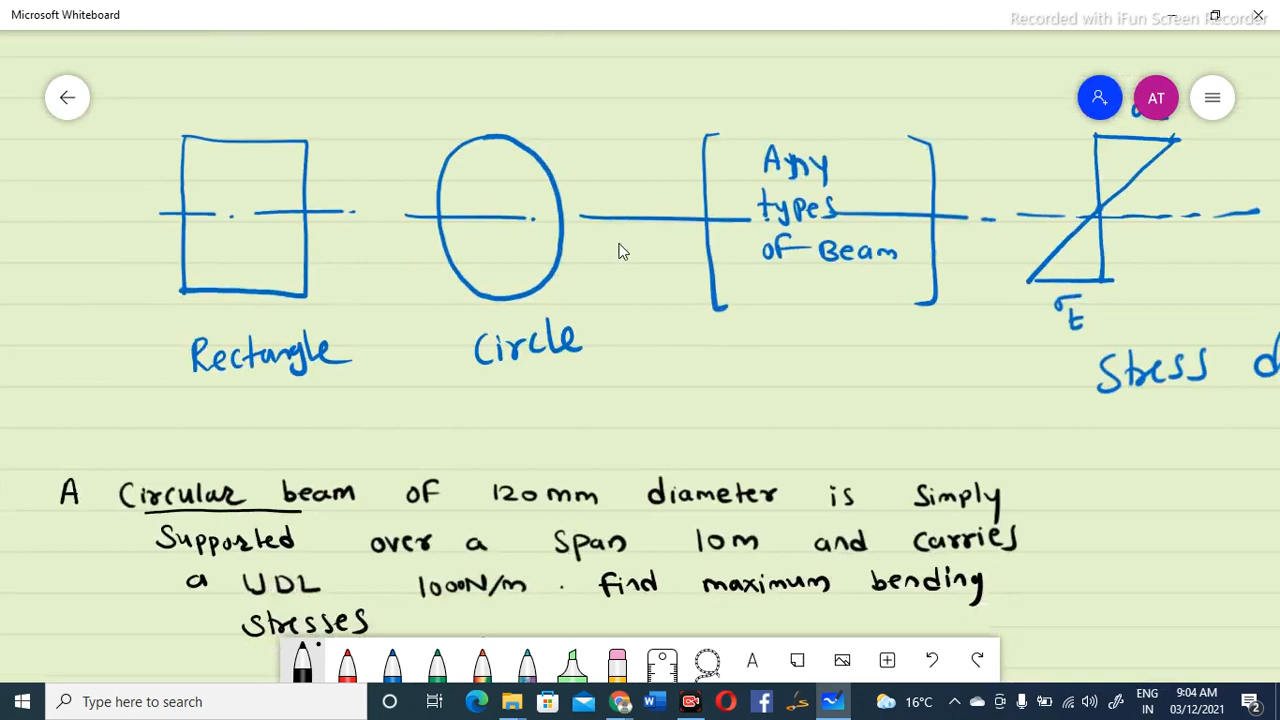 Microsoft Whiteboard
Recorded with iFun Screen Recorder
AT
Any
types
of Beam
σt
Rectangle
Circle
Stress d
A Circular beam of 120mm diameter is simply
Supported over a span 10m and carries
a UDL 1000N/m . find maximum bending
stresses
A
Type here to search
16°C
ENG
IN
9:04 AM
03/12/2021
2